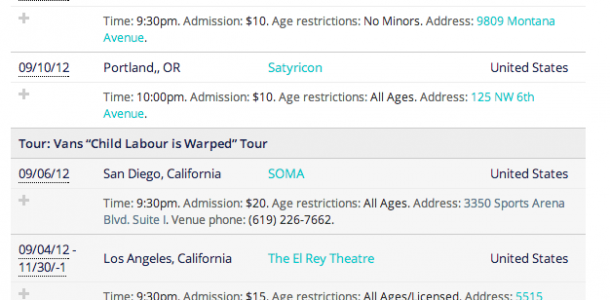 Time: 9:30pm. Admission: $10. Age restrictions: No Minors. Address: 9809 Montana
Avenue.
09/10/12 Portland,, OR Satyricon United States
Time: 10:00pm. Admission: $10. Age restrictions: All Ages. Address: 125 NW 6th
Avenue.
Tour: Vans “Child Labour is Warped” Tour
09/06/12 San Diego, California SOMA United States
Time: 9:30pm. Admission: $20. Age restrictions: All Ages. Address: 3350 Sports Arena
Blvd. Suite I. Venue phone: (619) 226-7662.
09/04/12 -
11/30/-1 Los Angeles, California The El Rey Theatre United States
Time: 9:30pm. Admission: $15. Age restrictions: All Ages/Licensed. Address: 5515